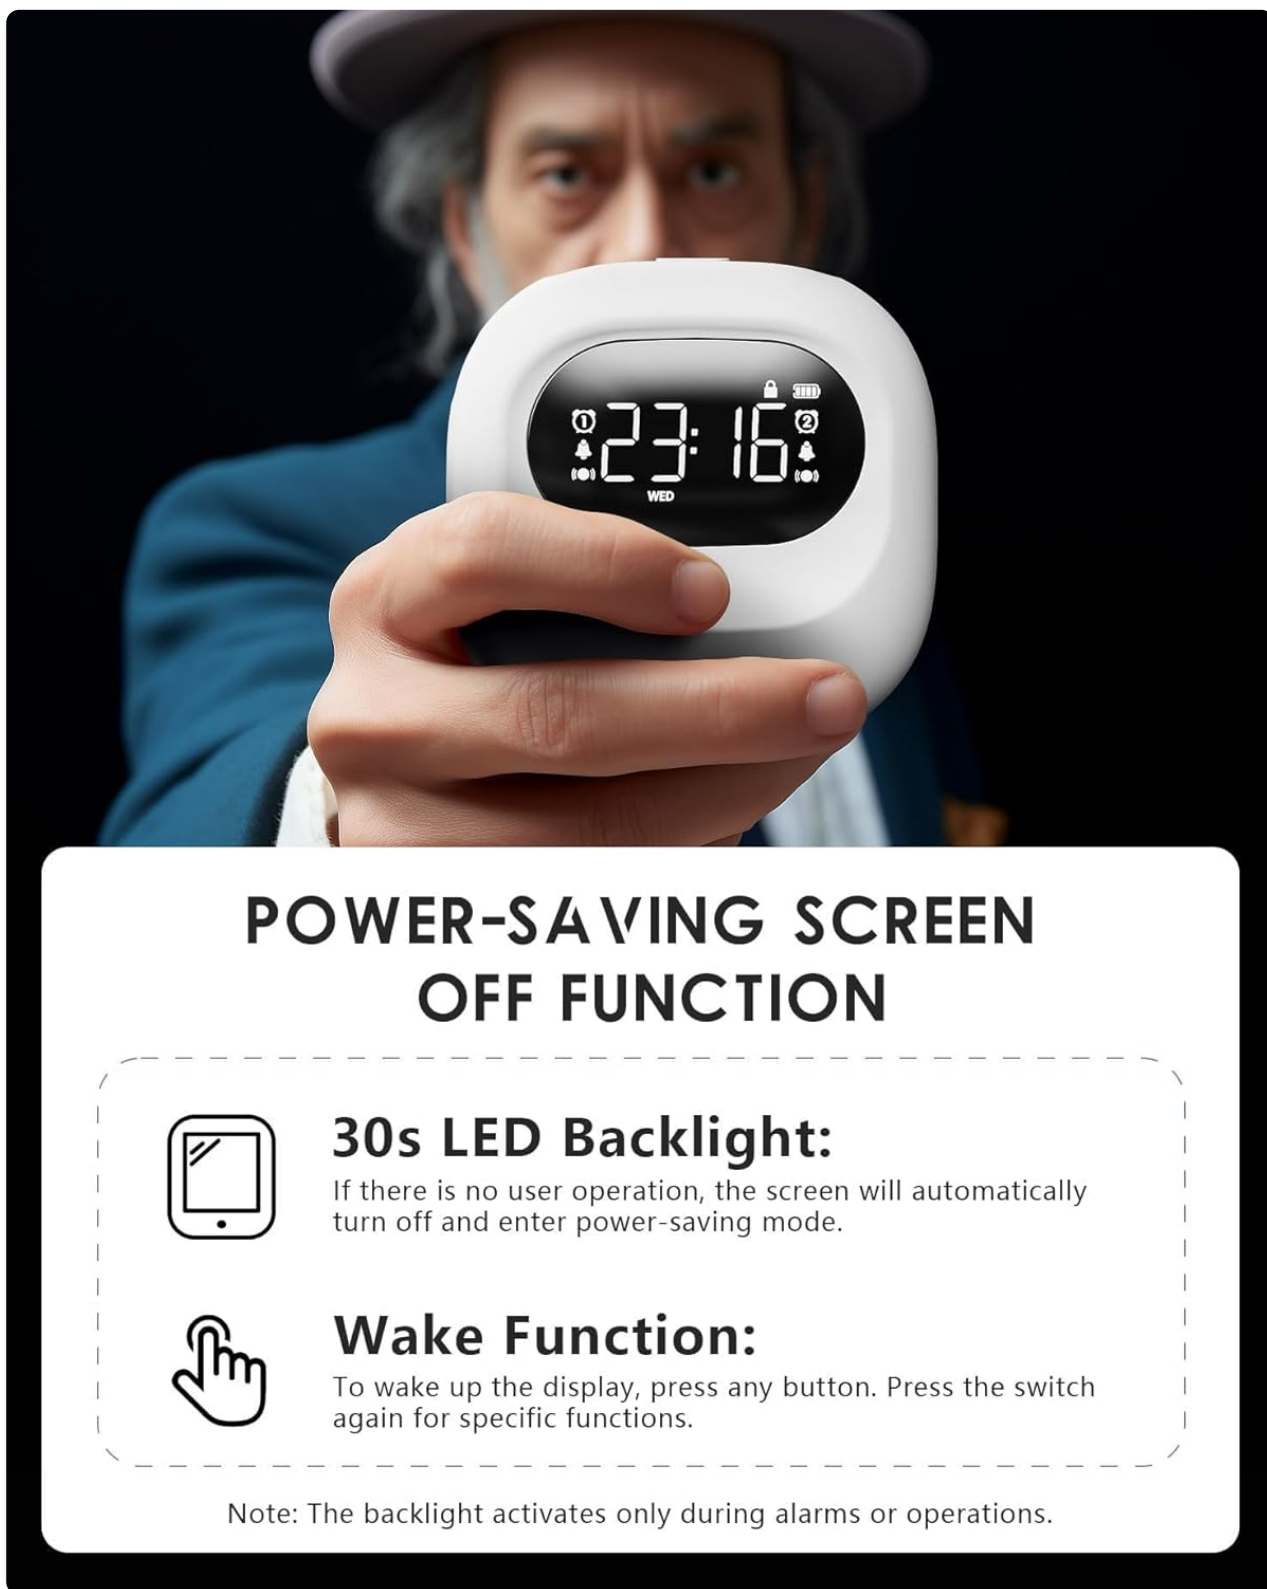 1
23:16
2
WED
POWER-SAVING SCREEN
OFF FUNCTION
30s LED Backlight:
If there is no user operation, the screen will automatically
turn off and enter power-saving mode.
Wake Function:
To wake up the display, press any button. Press the switch
again for specific functions.
Note: The backlight activates only during alarms or operations.